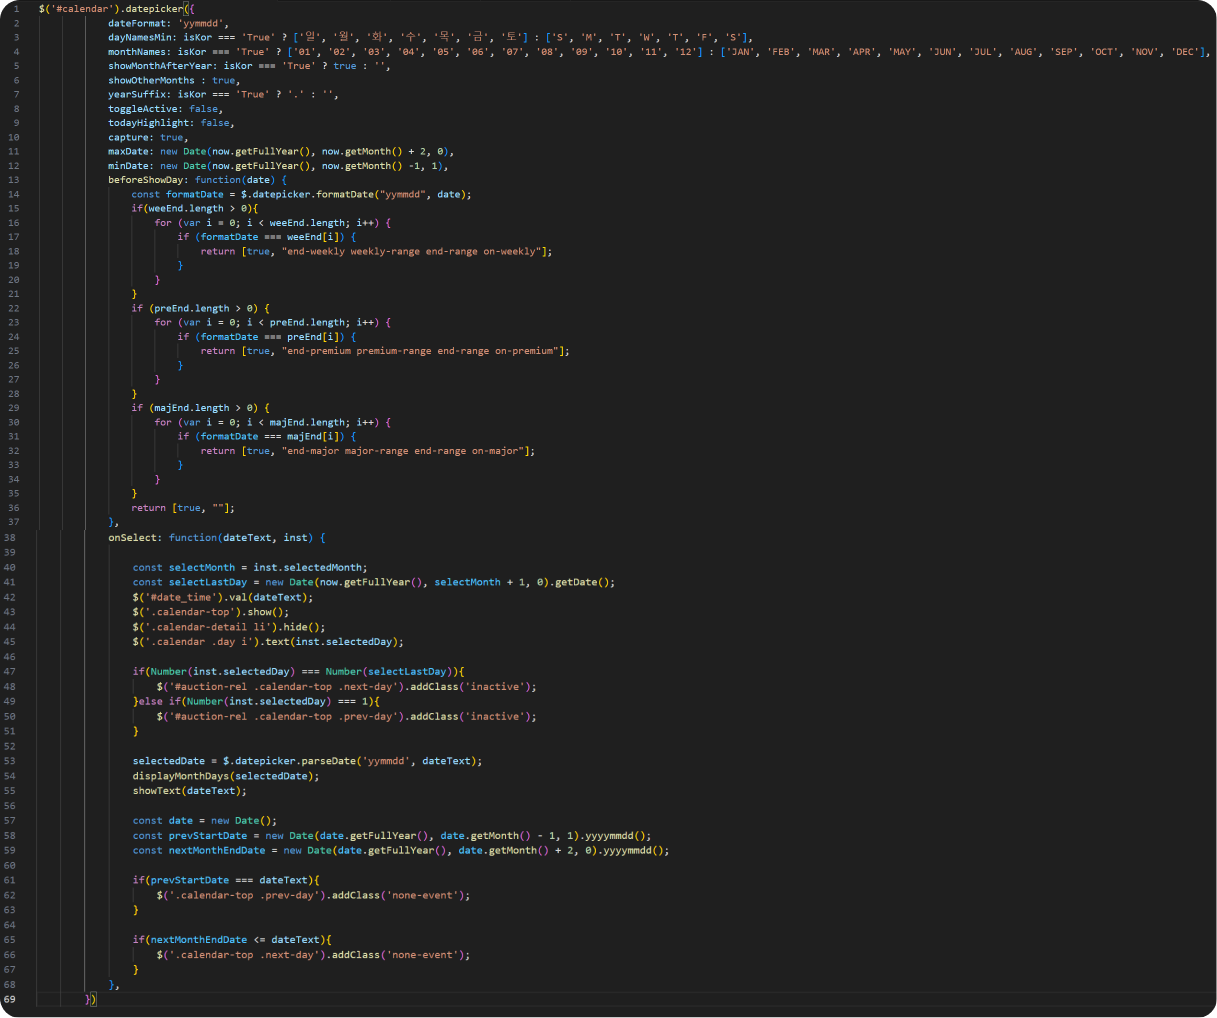 1 $('#calendar').datepicker({
2 dateFormat: 'yymmdd',
3 dayNamesMin: isKor === 'True' ? ['일', '월', '화', '수', '목', '금', '토'] : ['S', 'M', 'T', 'W', 'T', 'F', 'S'],
4 monthNames: isKor === 'True' ? ['01', '02', '03', '04', '05', '06', '07', '08', '09', '10', '11', '12'] : ['JAN', 'FEB', 'MAR', 'APR', 'MAY', 'JUN', 'JUL', 'AUG', 'SEP', 'OCT', 'NOV', 'DEC'],
5 showMonthAfterYear: isKor === 'True' ? true : '',
6 showOtherMonths : true,
7 yearSuffix: isKor === 'True' ? '.' : '',
8 toggleActive: false,
9 todayHighlight: false,
10 capture: true,
11 maxDate: new Date(now.getFullYear(), now.getMonth() + 2, 0),
12 minDate: new Date(now.getFullYear(), now.getMonth() -1, 1),
13 beforeShowDay: function(date) {
14 const formatDate = $.datepicker.formatDate("yymmdd", date);
15 if(weeEnd.length > 0){
16 for (var i = 0; i < weeEnd.length; i++) {
17 if (formatDate === weeEnd[i]) {
18 return [true, "end-weekly weekly-range end-range on-weekly"];
19 }
20 }
21 }
22 if (preEnd.length > 0) {
23 for (var i = 0; i < preEnd.length; i++) {
24 if (formatDate === preEnd[i]) {
25 return [true, "end-premium premium-range end-range on-premium"];
26 }
27 }
28 }
29 if (majEnd.length > 0) {
30 for (var i = 0; i < majEnd.length; i++) {
31 if (formatDate === majEnd[i]) {
32 return [true, "end-major major-range end-range on-major"];
33 }
34 }
35 }
36 return [true, ""];
37 },
38 onSelect: function(dateText, inst) {
39
40 const selectMonth = inst.selectedMonth;
41 const selectLastDay = new Date(now.getFullYear(), selectMonth + 1, 0).getDate();
42 $('#date_time').val(dateText);
43 $('.calendar-top').show();
44 $('.calendar-detail li').hide();
45 $('.calendar .day i').text(inst.selectedDay);
46
47 if(Number(inst.selectedDay) === Number(selectLastDay)){
48 $('#auction-rel .calendar-top .next-day').addClass('inactive');
49 }else if(Number(inst.selectedDay) === 1){
50 $('#auction-rel .calendar-top .prev-day').addClass('inactive');
51 }
52
53 selectedDate = $.datepicker.parseDate('yymmdd', dateText);
54 displayMonthDays(selectedDate);
55 showText(dateText);
56
57 const date = new Date();
58 const prevStartDate = new Date(date.getFullYear(), date.getMonth() - 1, 1).yyyymmdd();
59 const nextMonthEndDate = new Date(date.getFullYear(), date.getMonth() + 2, 0).yyyymmdd();
60
61 if(prevStartDate === dateText){
62 $('.calendar-top .prev-day').addClass('none-event');
63 }
64
65 if(nextMonthEndDate <= dateText){
66 $('.calendar-top .next-day').addClass('none-event');
67 }
68 },
69 })